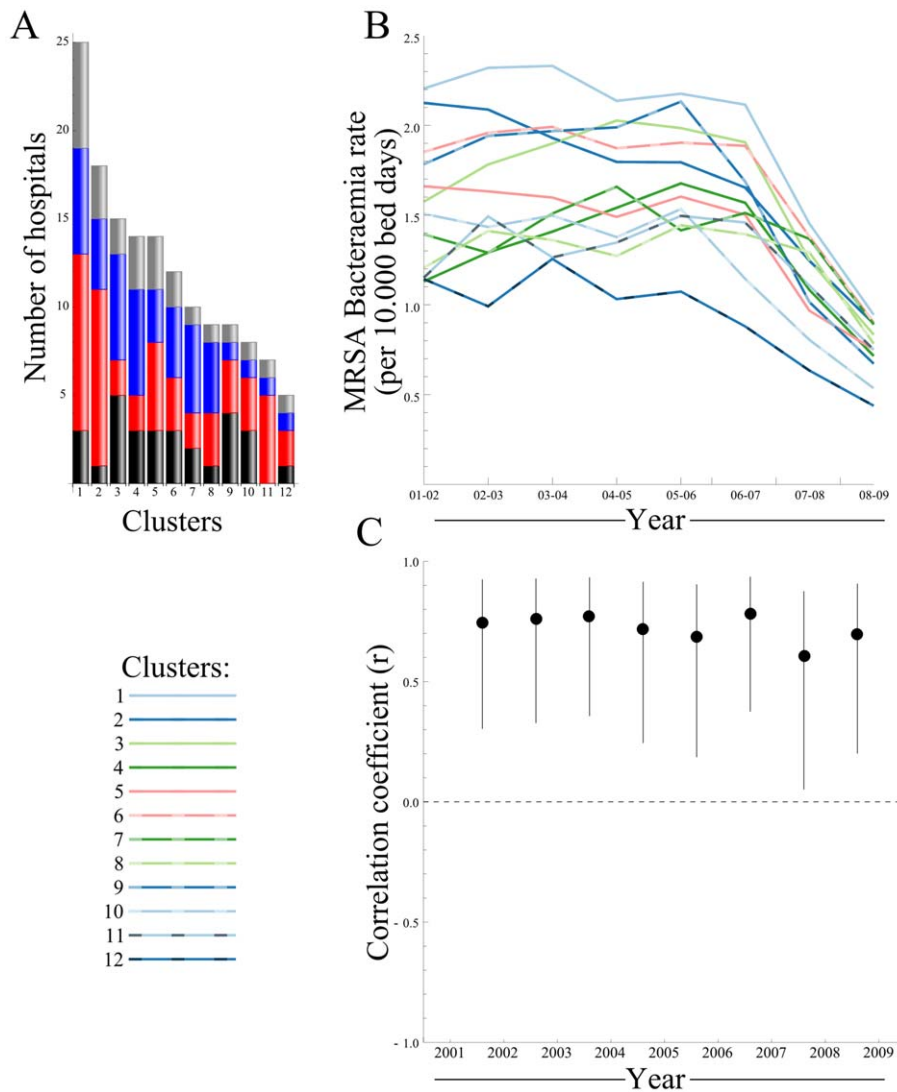 A
25
20
15
10
5
Number of hospitals
1 2 3 4 5 6 7 8 9 10 11 12
Clusters
B
2.5
2.0
1.5
1.0
0.5
MRSA Bacteraemia rate
(per 10.000 bed days)
01-02 02-03 03-04 04-05 05-06 06-07 07-08 08-09
Year
Clusters:
1
2
3
4
5
6
7
8
9
10
11
12
C
1.0
0.5
0.0
- 0.5
- 1.0
Correlation coefficient (r)
2001 2002 2003 2004 2005 2006 2007 2008 2009
Year